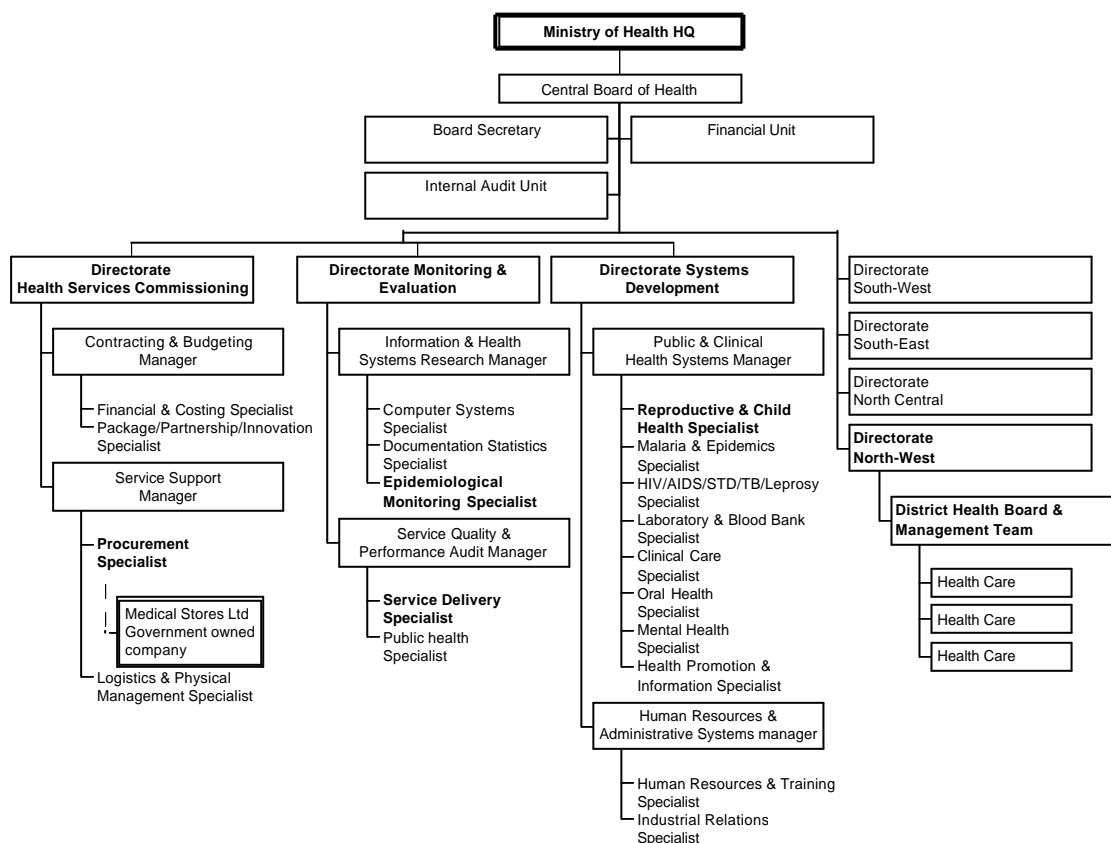 Ministry of Health HQ
Central Board of Health
Board Secretary
Financial Unit
Internal Audit Unit
Directorate
Health Services Commissioning
Contracting & Budgeting
Manager
Financial & Costing Specialist
Package/Partnership/Innovation
Specialist
Service Support
Manager
Procurement
Specialist
Medical Stores Ltd
Government owned
company
Logistics & Physical
Management Specialist
Directorate Monitoring &
Evaluation
Information & Health
Systems Research Manager
Computer Systems
Specialist
Documentation Statistics
Specialist
Epidemiological
Monitoring Specialist
Service Quality &
Performance Audit Manager
Service Delivery
Specialist
Public health
Specialist
Directorate Systems
Development
Public & Clinical
Health Systems Manager
Reproductive & Child
Health Specialist
Malaria & Epidemics
Specialist
HIV/AIDS/STD/TB/Leprosy
Specialist
Laboratory & Blood Bank
Specialist
Clinical Care
Specialist
Oral Health
Specialist
Mental Health
Specialist
Health Promotion &
Information Specialist
Human Resources &
Administrative Systems manager
Human Resources & Training
Specialist
Industrial Relations
Specialist
Directorate
South-West
Directorate
South-East
Directorate
North Central
Directorate
North-West
District Health Board &
Management Team
Health Care
Health Care
Health Care